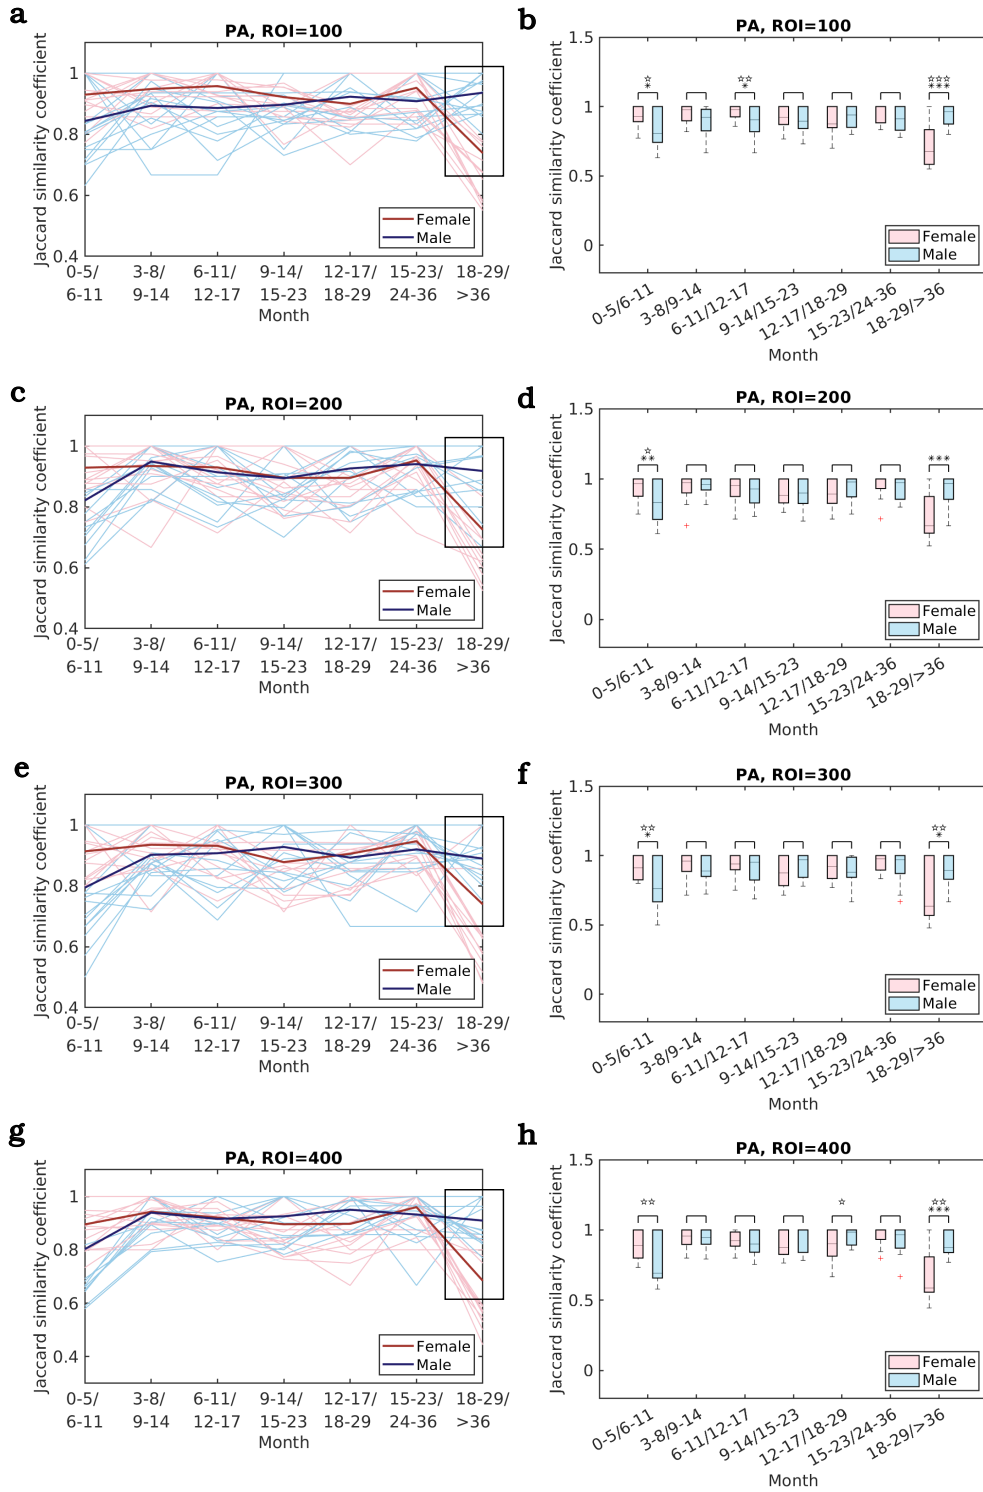 a
PA, ROI=100
Jaccard similarity coefficient
1
0.8
0.6
0.4
0-5/ 3-8/ 6-11/ 9-14/ 12-17/ 15-23/ 18-29/
6-11 9-14 12-17 15-23 18-29 24-36 >36
Month
Female
Male
b
PA, ROI=100
Jaccard similarity coefficient
1.5
1
0.5
0
☆ ☆☆ ☆☆☆
* * ***
0-5/6-11 3-8/9-14 6-11/12-17 9-14/15-23 12-17/18-29 15-23/24-36 18-29/>36
Month
Female
Male
c
PA, ROI=200
Jaccard similarity coefficient
1
0.8
0.6
0.4
0-5/ 3-8/ 6-11/ 9-14/ 12-17/ 15-23/ 18-29/
6-11 9-14 12-17 15-23 18-29 24-36 >36
Month
Female
Male
d
PA, ROI=200
Jaccard similarity coefficient
1.5
1
0.5
0
☆
** ***
0-5/6-11 3-8/9-14 6-11/12-17 9-14/15-23 12-17/18-29 15-23/24-36 18-29/>36
Month
Female
Male
e
PA, ROI=300
Jaccard similarity coefficient
1
0.8
0.6
0.4
0-5/ 3-8/ 6-11/ 9-14/ 12-17/ 15-23/ 18-29/
6-11 9-14 12-17 15-23 18-29 24-36 >36
Month
Female
Male
f
PA, ROI=300
Jaccard similarity coefficient
1.5
1
0.5
0
☆☆ ☆☆
* *
0-5/6-11 3-8/9-14 6-11/12-17 9-14/15-23 12-17/18-29 15-23/24-36 18-29/>36
Month
Female
Male
g
PA, ROI=400
Jaccard similarity coefficient
1
0.8
0.6
0.4
0-5/ 3-8/ 6-11/ 9-14/ 12-17/ 15-23/ 18-29/
6-11 9-14 12-17 15-23 18-29 24-36 >36
Month
Female
Male
h
PA, ROI=400
Jaccard similarity coefficient
1.5
1
0.5
0
☆☆ ☆ ☆☆
***
0-5/6-11 3-8/9-14 6-11/12-17 9-14/15-23 12-17/18-29 15-23/24-36 18-29/>36
Month
Female
Male